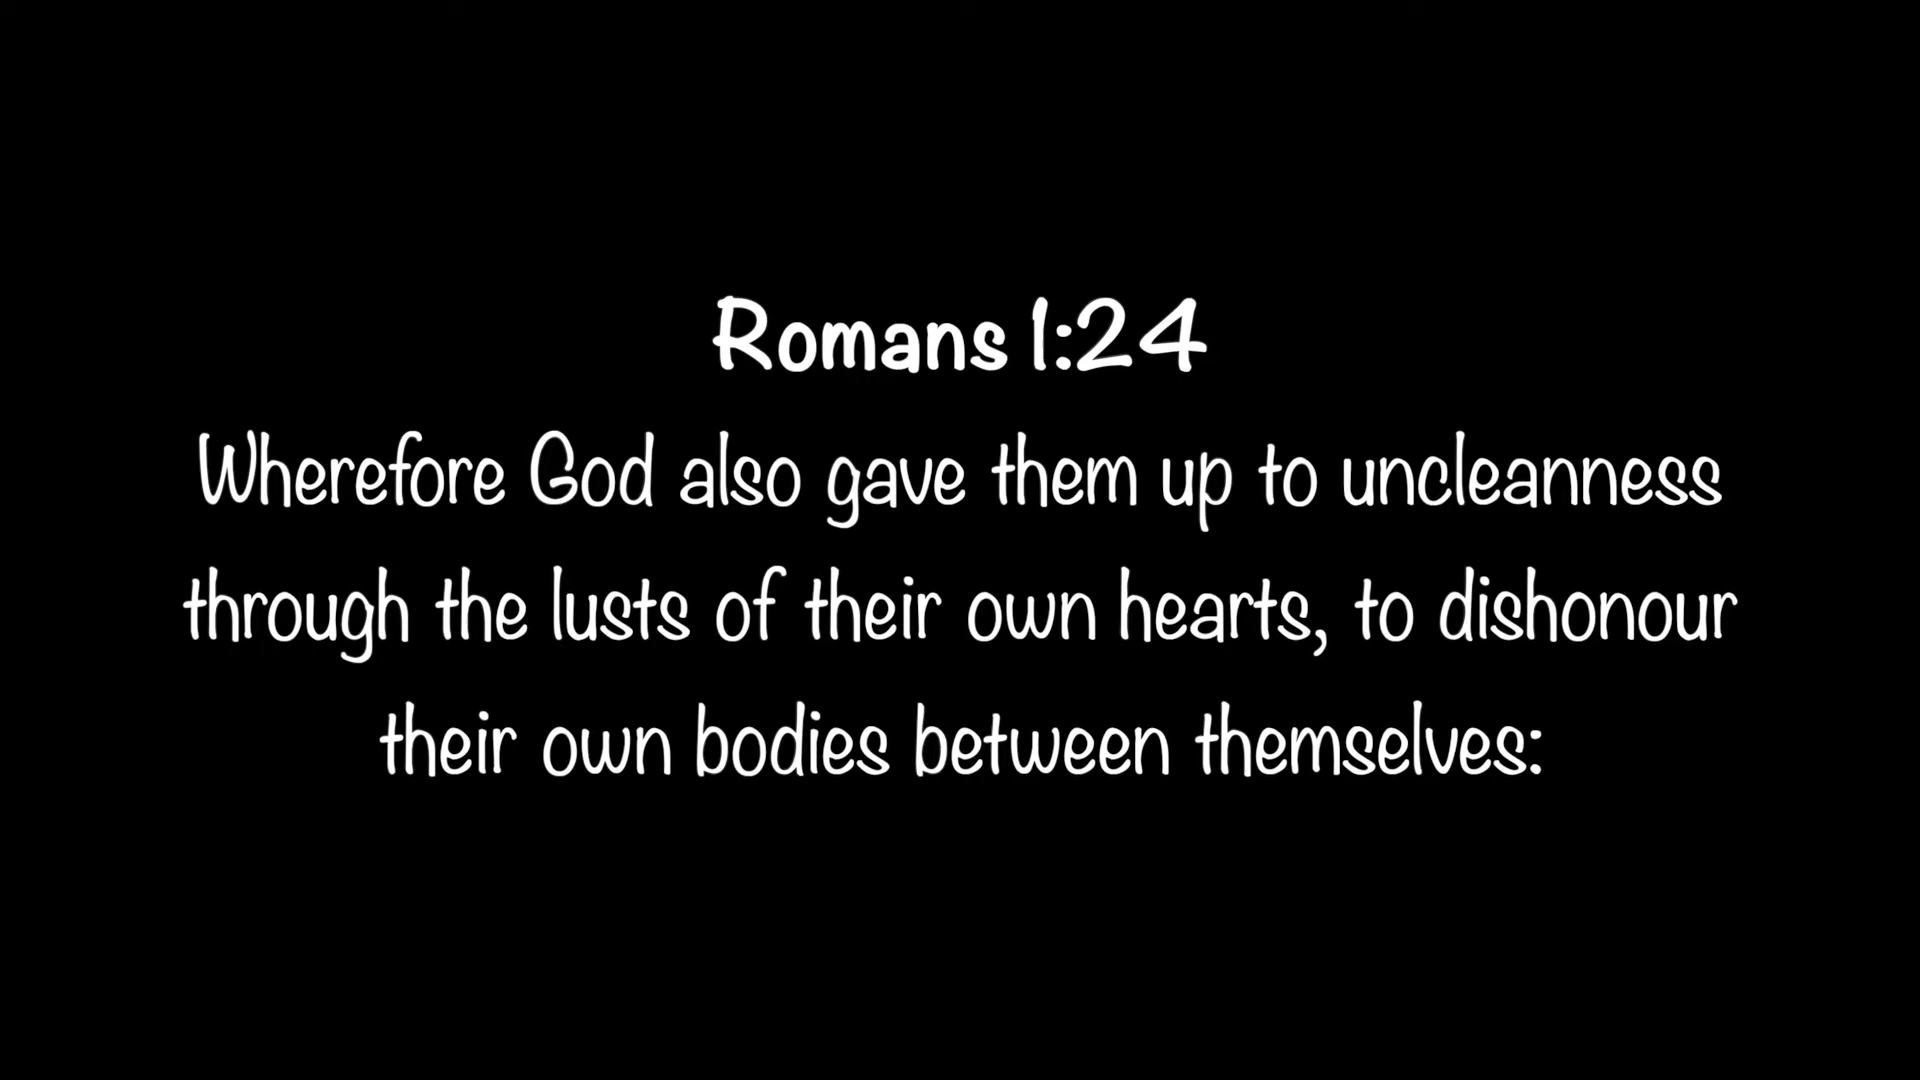 Romans 1:24
Wherefore God also gave them up to uncleanness
through the lusts of their own hearts, to dishonour
their own bodies between themselves: